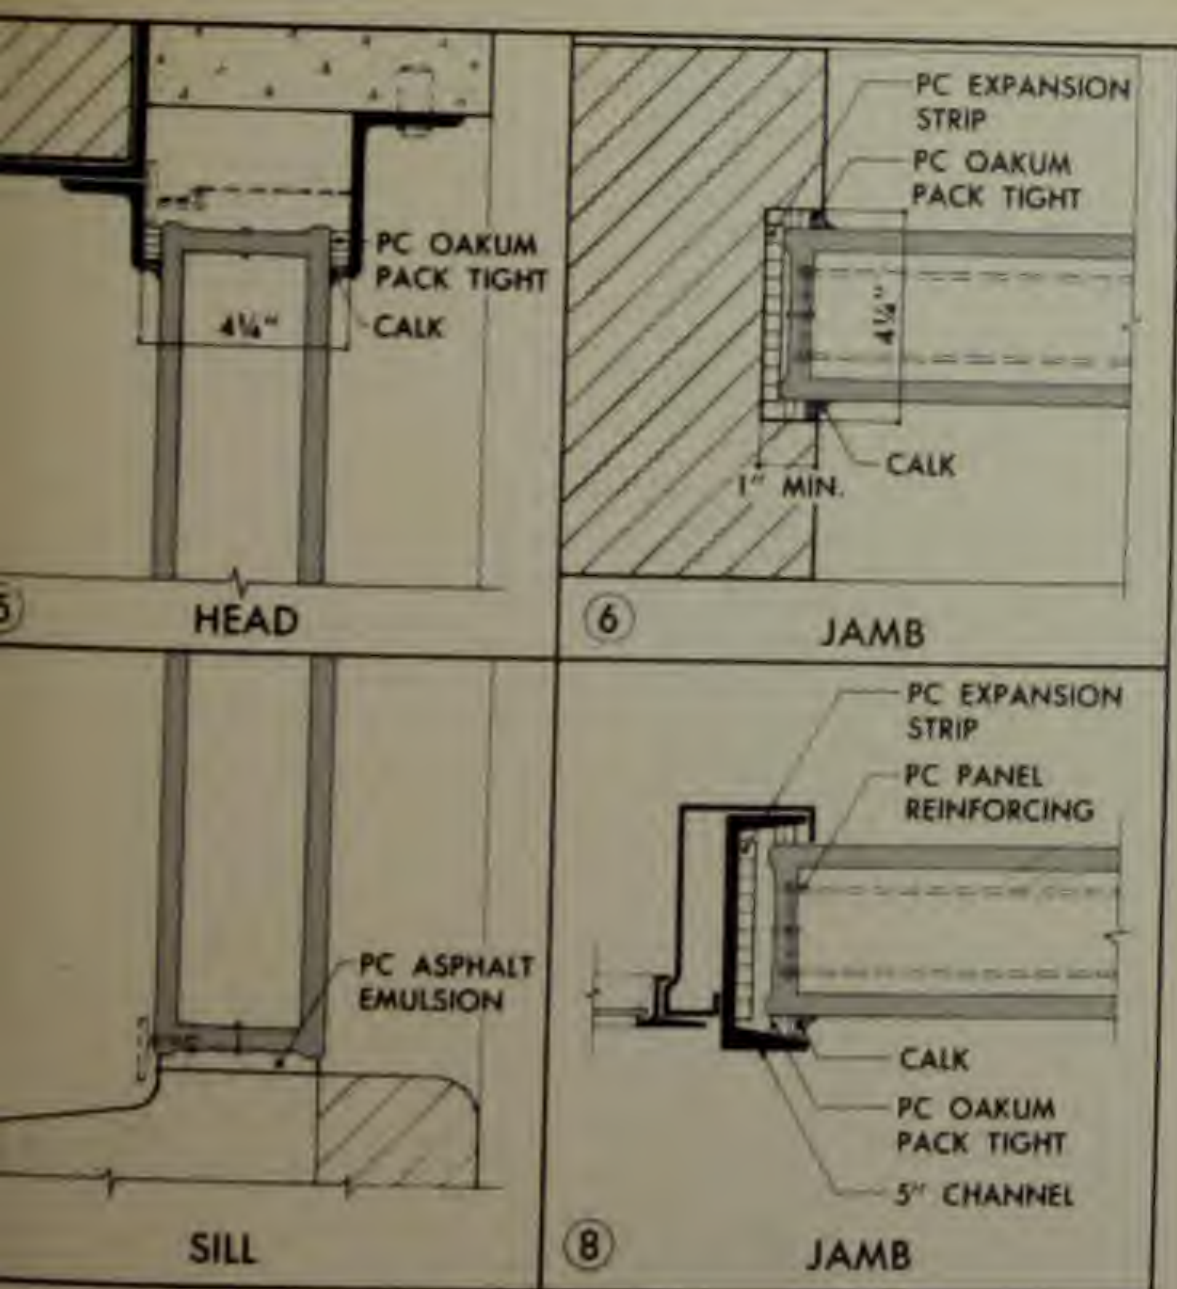 PC OAKUM
PACK TIGHT
4¼"
CALK
HEAD
PC EXPANSION
STRIP
PC OAKUM
PACK TIGHT
4¼"
CALK
1" MIN.
6
JAMB
PC ASPHALT
EMULSION
SILL
PC EXPANSION
STRIP
PC PANEL
REINFORCING
CALK
PC OAKUM
PACK TIGHT
5" CHANNEL
8
JAMB